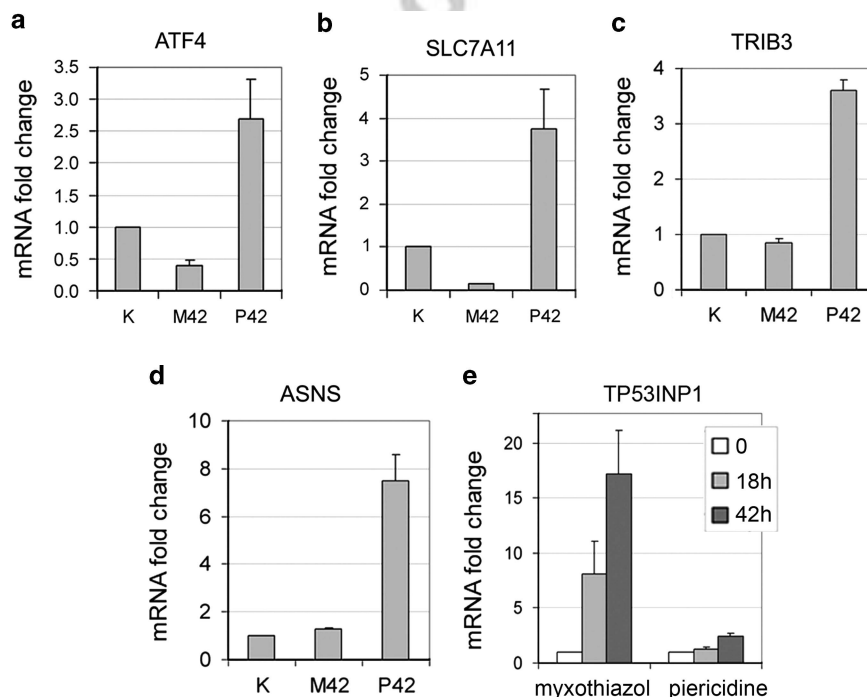 a
ATF4
mRNA fold change
3.5
3.0
2.5
2.0
1.5
1.0
0.5
0.0
K M42 P42
b
SLC7A11
mRNA fold change
5
4
3
2
1
0
K M42 P42
c
TRIB3
mRNA fold change
4
3
2
1
0
K M42 P42
d
ASNS
mRNA fold change
10
8
6
4
2
0
K M42 P42
e
TP53INP1
mRNA fold change
20
15
10
5
0
0
18h
42h
myxothiazol piericidine